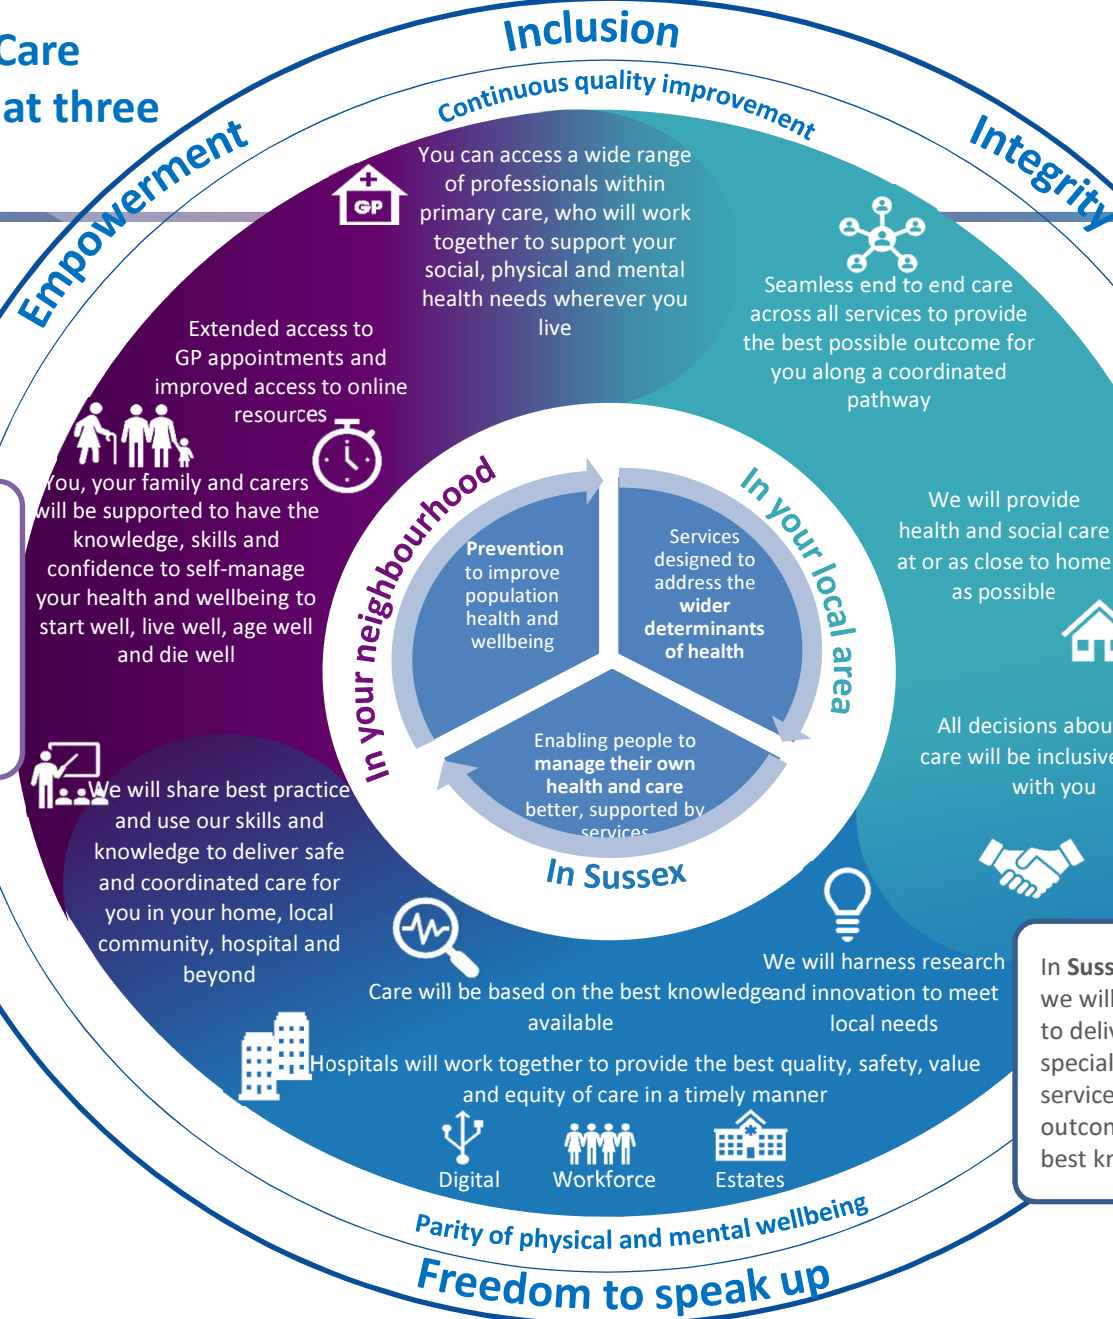 Care
at three
Inclusion
Continuous quality improvement
Empowerment
Integrity
GP
You can access a wide range
of professionals within
primary care, who will work
together to support your
social, physical and mental
health needs wherever you
live
Seamless end to end care
across all services to provide
the best possible outcome for
you along a coordinated
pathway
Extended access to
GP appointments and
improved access to online
resources
You, your family and carers
will be supported to have the
knowledge, skills and
confidence to self-manage
your health and wellbeing to
start well, live well, age well
and die well
We will provide
health and social care
at or as close to home
as possible
In your neighbourhood
In your local area
Prevention
to improve
population
health and
wellbeing
Services
designed to
address the
wider
determinants
of health
Enabling people to
manage their own
health and care
better, supported by
services
In Sussex
All decisions abou
care will be inclusive
with you
We will share best practice
and use our skills and
knowledge to deliver safe
and coordinated care for
you in your home, local
community, hospital and
beyond
Care will be based on the best knowledge
available
We will harness research
and innovation to meet
local needs
Hospitals will work together to provide the best quality, safety, value
and equity of care in a timely manner
Digital
Workforce
Estates
In Suss
we will
to deliv
special
service
outcom
best kn
Parity of physical and mental wellbeing
Freedom to speak up